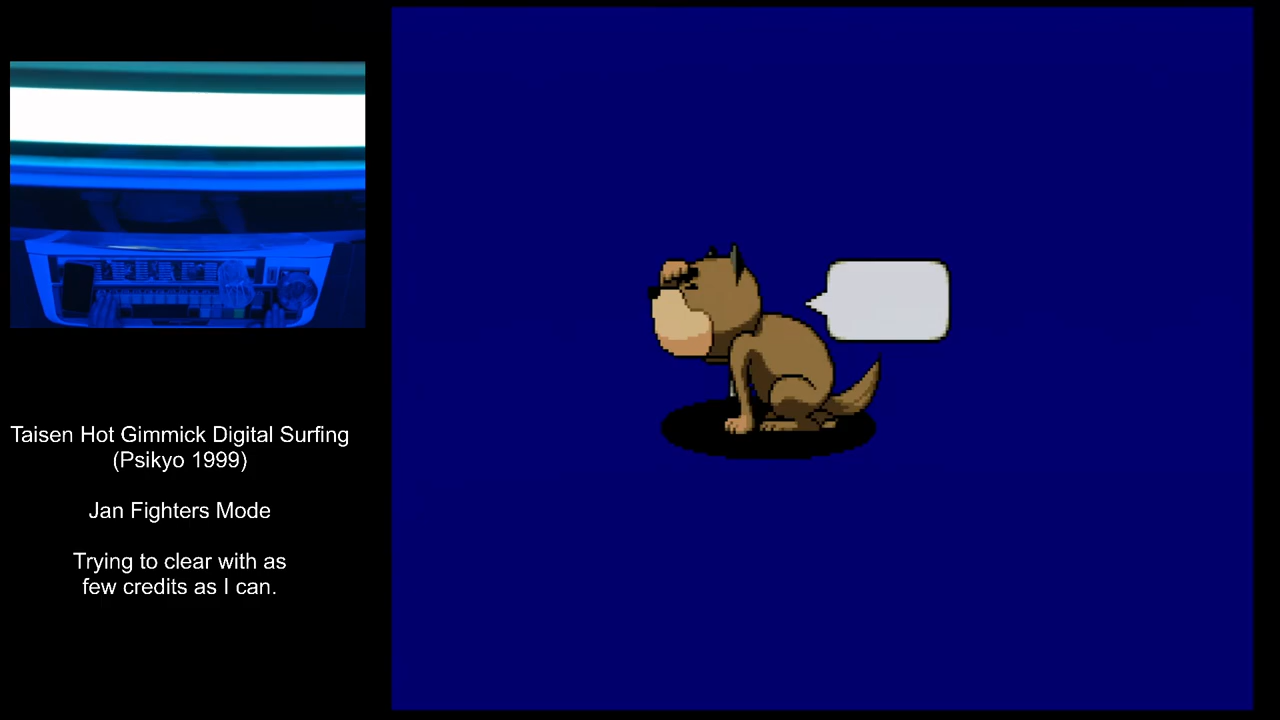 Taisen Hot Gimmick Digital Surfing
(Psikyo 1999)
Jan Fighters Mode
Trying to clear with as
few credits as I can.